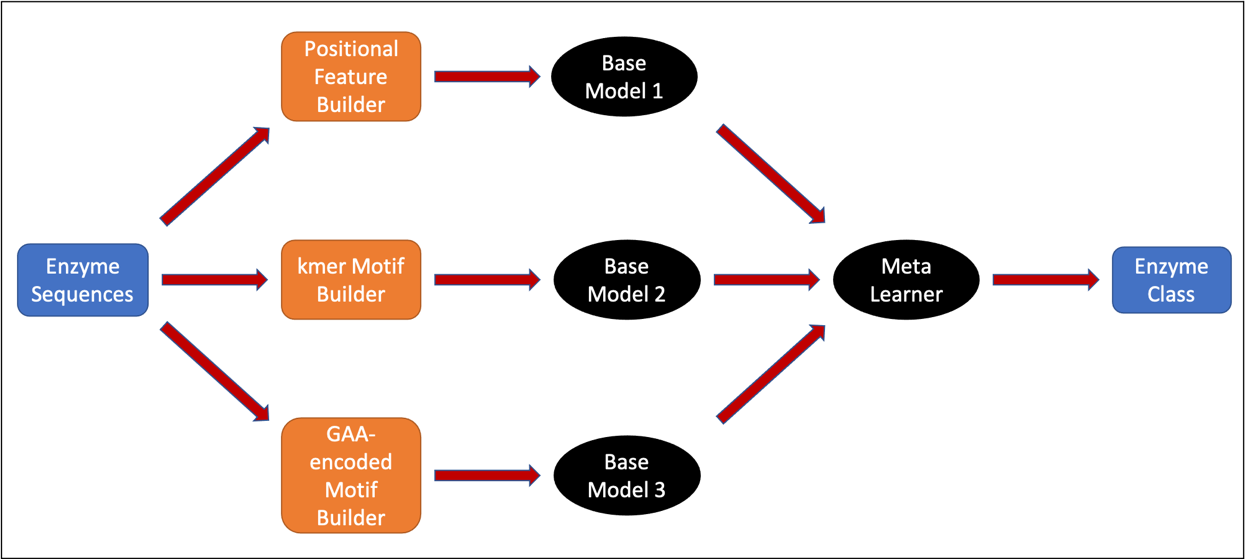 Positional
Feature
Builder
Base
Model 1
Enzyme
Sequences
kmer Motif
Builder
Base
Model 2
Meta
Learner
Enzyme
Class
GAA-
encoded
Motif
Builder
Base
Model 3